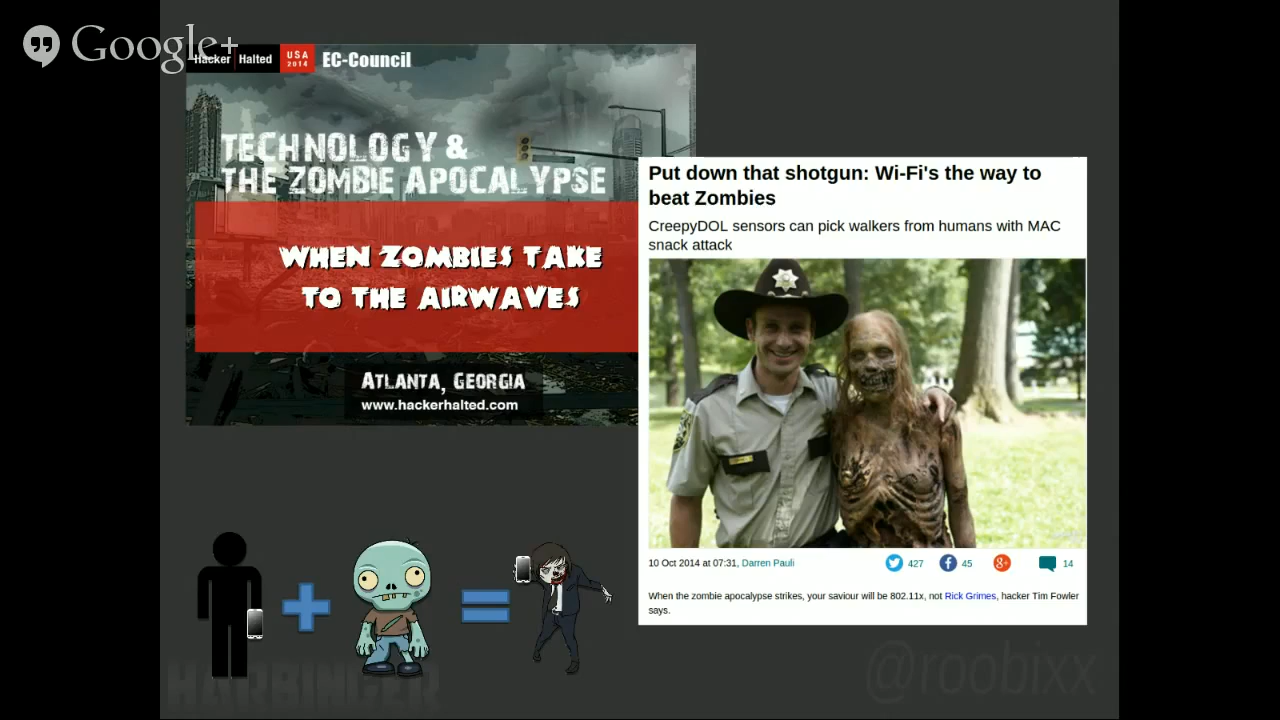 Google+
Hacker Halted USA 2014 EC-Council
TECHNOLOGY &
THE ZOMBIE APOCALYPSE
WHEN ZOMBIES TAKE
TO THE AIRWAVES
ATLANTA, GEORGIA
www.hackerhalted.com
Put down that shotgun: Wi-Fi's the way to
beat Zombies
CreepyDOL sensors can pick walkers from humans with MAC
snack attack
10 Oct 2014 at 07:31, Darren Pauli 427 45 g+ 14
When the zombie apocalypse strikes, your saviour will be 802.11x, not Rick Grimes, hacker Tim Fowler
says.
HARBINGER
@roobixx